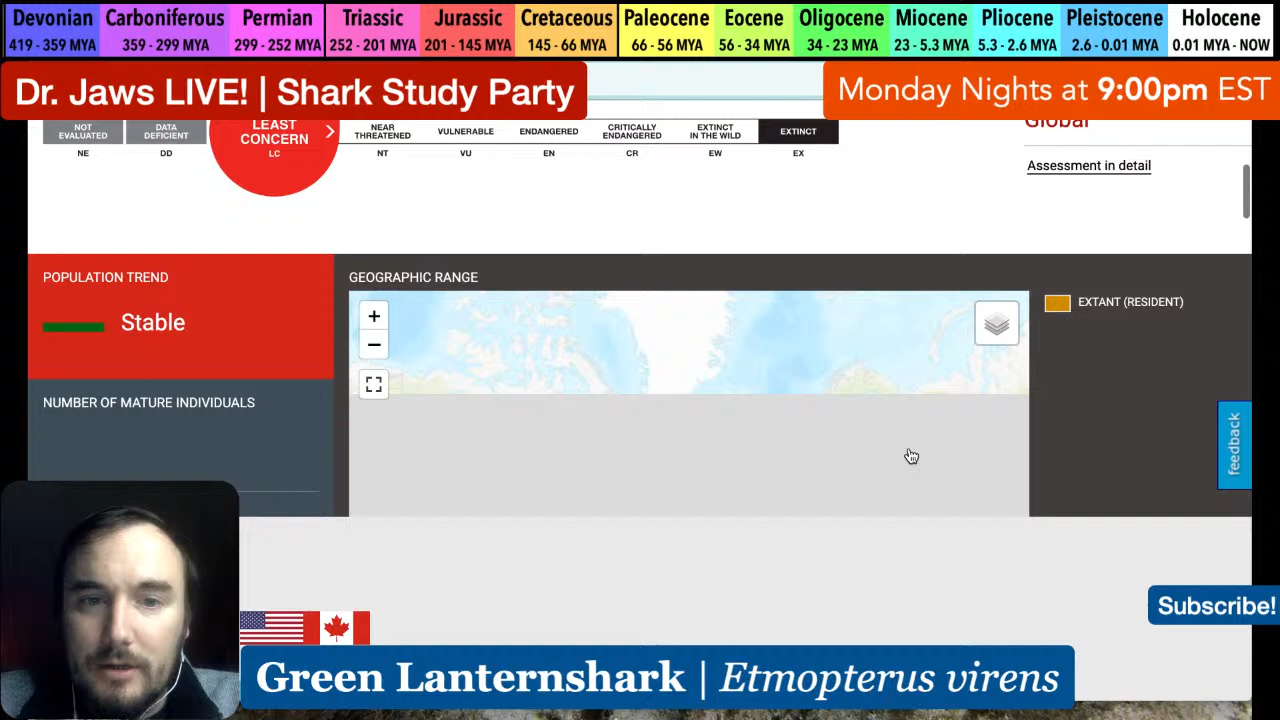 Devonian Carboniferous Permian Triassic Jurassic Cretaceous Paleocene Eocene Oligocene Miocene Pliocene Pleistocene Holocene
419 - 359 MYA 359 - 299 MYA 299 - 252 MYA 252 - 201 MYA 201 - 145 MYA 145 - 66 MYA 66 - 56 MYA 56 - 34 MYA 34 - 23 MYA 23 - 5.3 MYA 5.3 - 2.6 MYA 2.6 - 0.01 MYA 0.01 MYA - NOW
Dr. Jaws LIVE! | Shark Study Party
Monday Nights at 9:00pm EST
NOT EVALUATED
NE
DATA DEFICIENT
DD
LEAST CONCERN
LC
NEAR THREATENED
NT
VULNERABLE
VU
ENDANGERED
EN
CRITICALLY ENDANGERED
CR
EXTINCT IN THE WILD
EW
EXTINCT
EX
Global
Assessment in detail
POPULATION TREND
Stable
NUMBER OF MATURE INDIVIDUALS
GEOGRAPHIC RANGE
+
−
EXTANT (RESIDENT)
feedback
Subscribe!
Green Lanternshark | Etmopterus virens